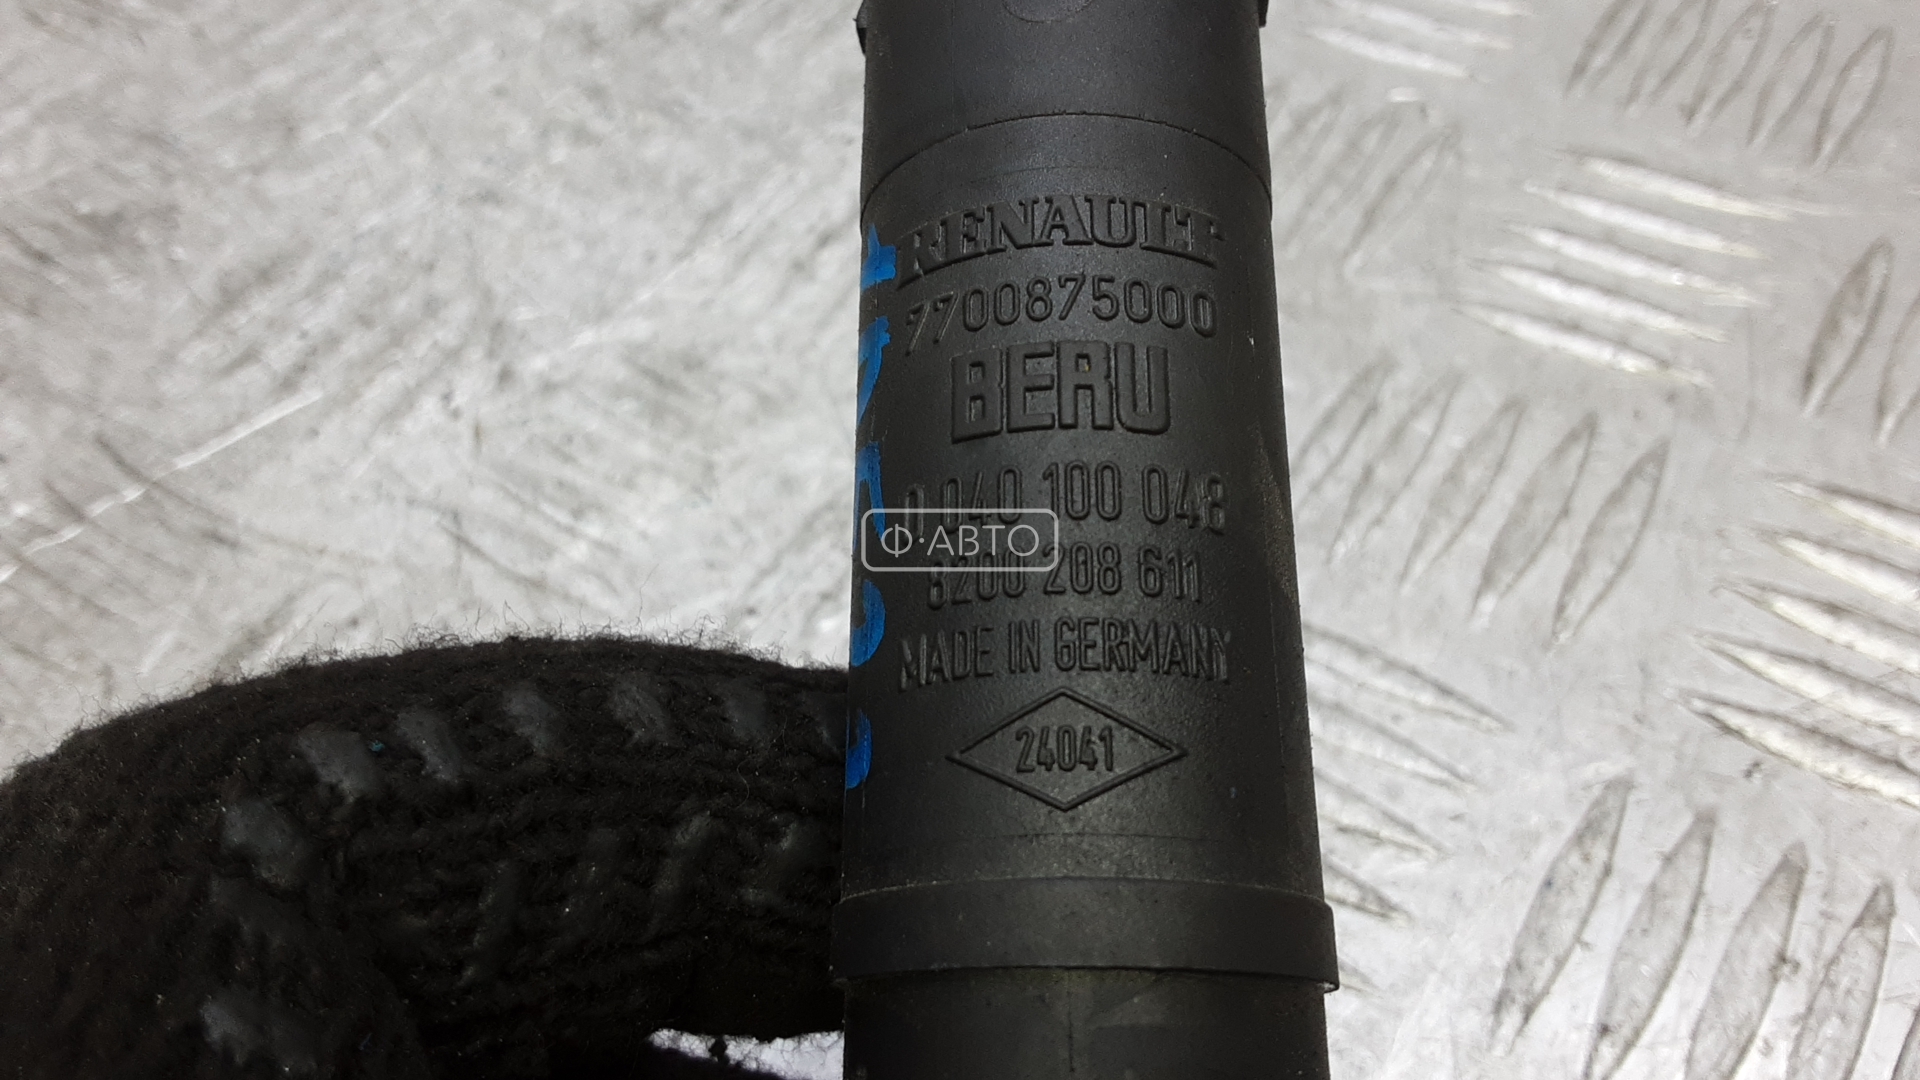 RENAULT
7700875000
BERU
0 040 100 048
Ф·АВТО
8200 208 611
MADE IN GERMANY
24041